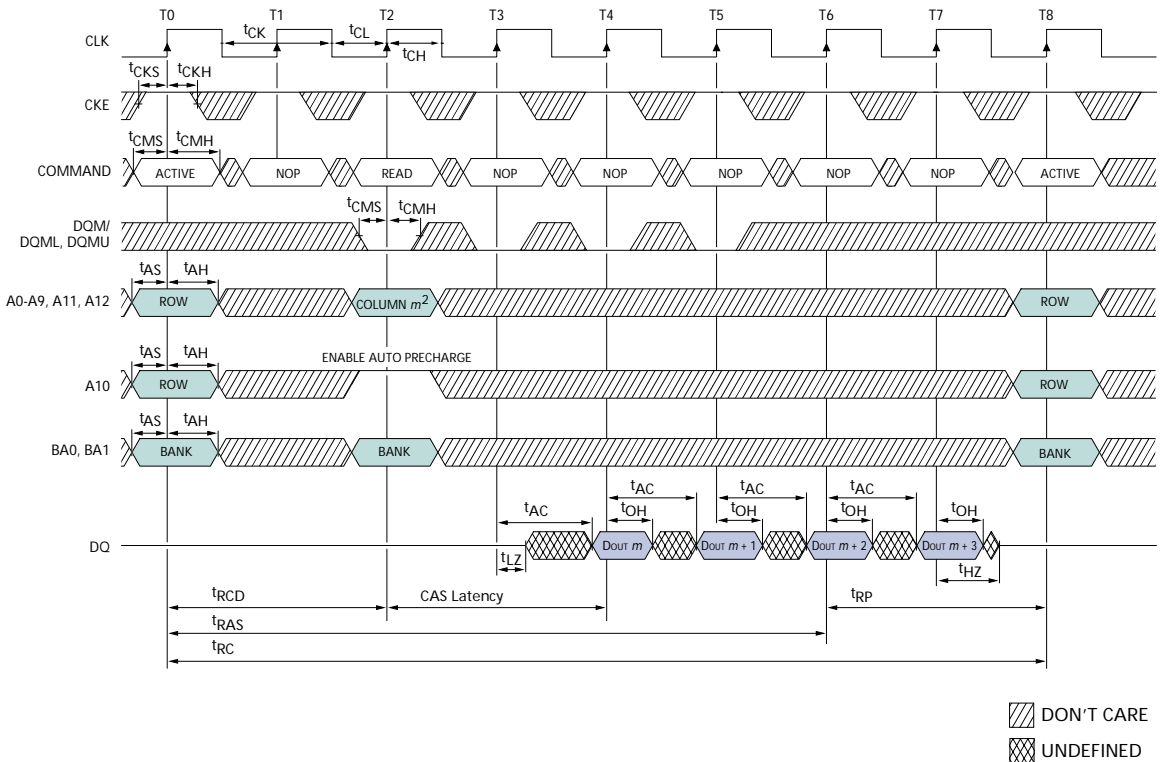 T0 T1 T2 T3 T4 T5 T6 T7 T8
CLK
tCK tCL
tCH
tCKS tCKH
CKE
tCMS tCMH
COMMAND ACTIVE NOP READ NOP NOP NOP NOP NOP ACTIVE
tCMS tCMH
DQM/
DQML, DQMU
tAS tAH
A0-A9, A11, A12 ROW COLUMN m2 ROW
tAS tAH
ENABLE AUTO PRECHARGE
A10 ROW ROW
tAS tAH
BA0, BA1 BANK BANK BANK
tAC tAC tAC tAC
tOH tOH tOH tOH
DQ DOUT m DOUT m + 1 DOUT m + 2 DOUT m + 3
tLZ tHZ
tRCD CAS Latency tRP
tRAS
tRC
DON'T CARE
UNDEFINED